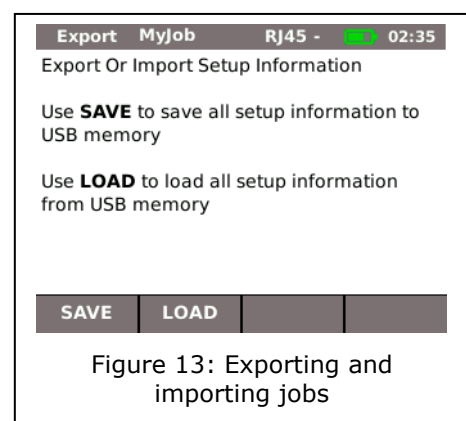 Export MyJob RJ45 - 02:35
Export Or Import Setup Information
Use SAVE to save all setup information to
USB memory
Use LOAD to load all setup information
from USB memory
SAVE LOAD
Figure 13: Exporting and
importing jobs